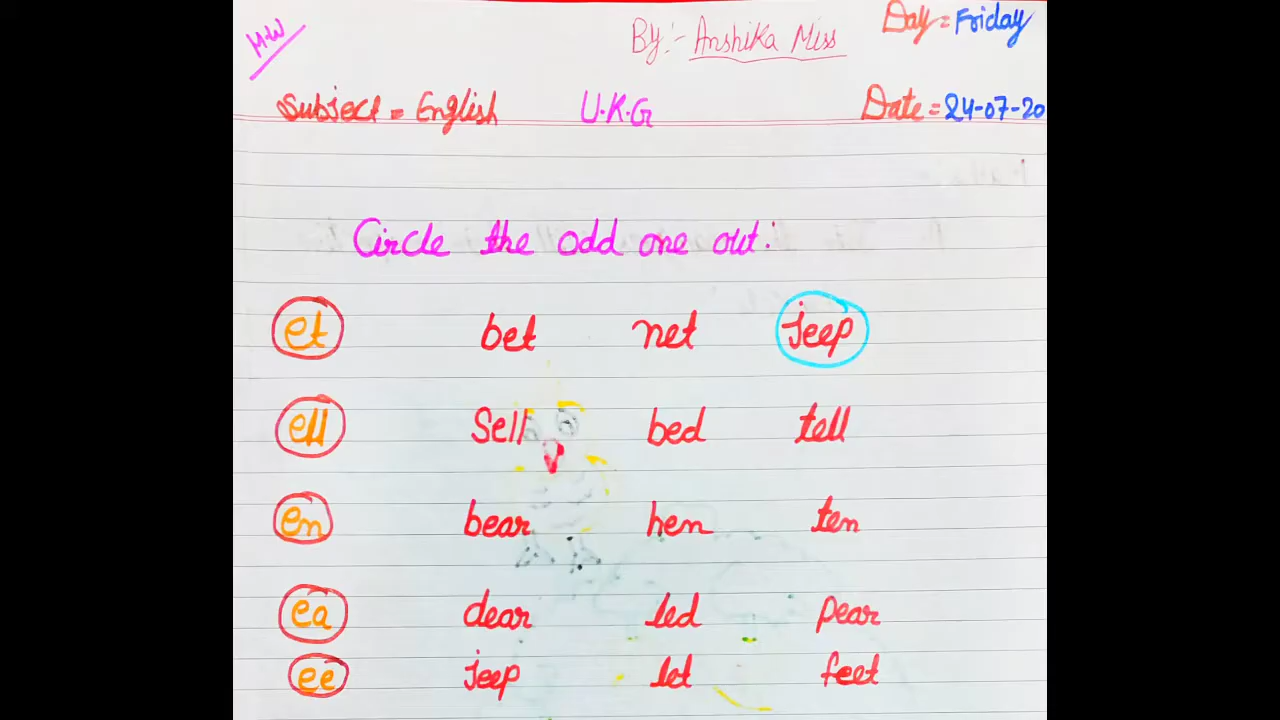 H.W By:- Anshika Miss Day = Friday
Subject = English U.K.G Date = 24-07-20
Circle the odd one out:
et bet net jeep
ell Sell bed tell
en bear hen ten
ea dear led pear
ee jeep let feet